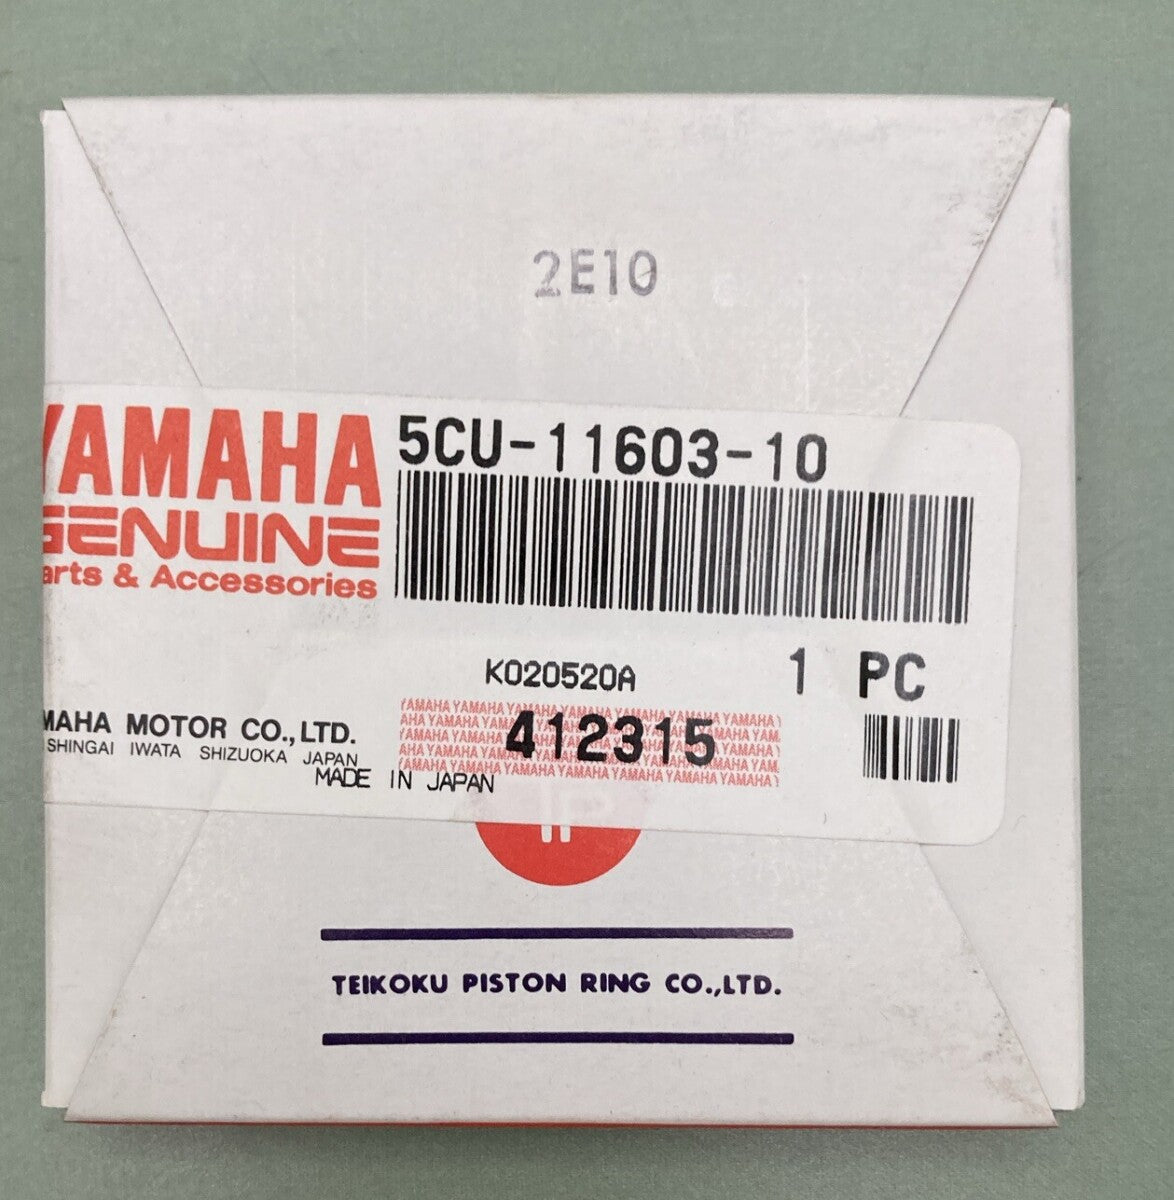 2E10
YAMAHA
GENUINE
arts & Accessories
5CU-11603-10
K020520A
1 PC
412315
MAHA MOTOR CO.,LTD.
SHINGAI IWATA SHIZUOKA JAPAN
MADE IN JAPAN
TEIKOKU PISTON RING CO.,LTD.